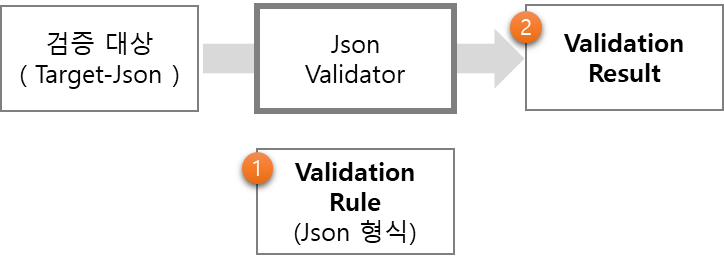 검증 대상
( Target-Json )
Json
Validator
2
Validation
Result
1
Validation
Rule
(Json 형식)